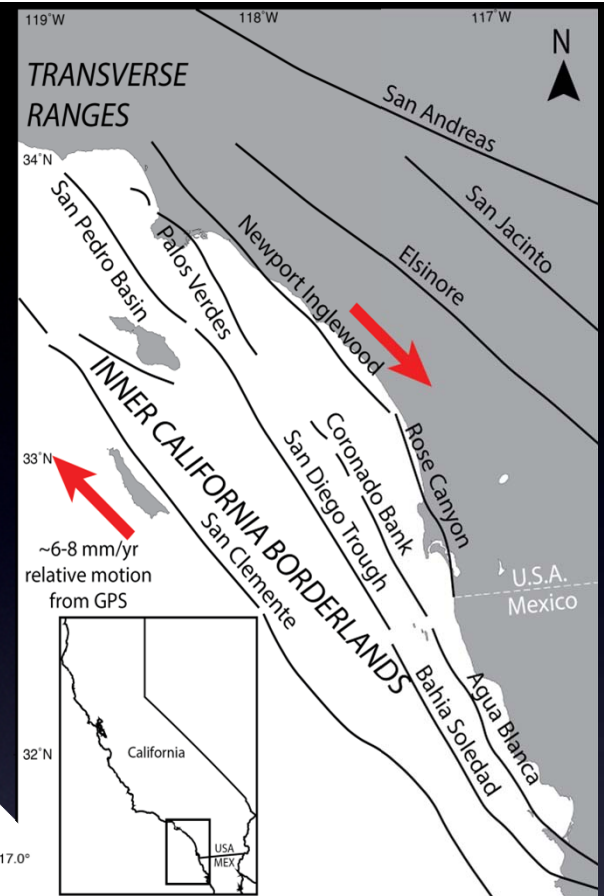 119°W
118°W
117°W
N
TRANSVERSE
RANGES
San Andreas
34°N
San Jacinto
San Pedro Basin
Palos Verdes
Newport Inglewood
Elsinore
INNER CALIFORNIA BORDERLANDS
Coronado Bank
Rose Canyon
San Diego Trough
33°N
San Clemente
~6-8 mm/yr
relative motion
from GPS
U.S.A.
Mexico
Bahia Soledad
Agua Blanca
32°N
California
USA
MEX
17.0°